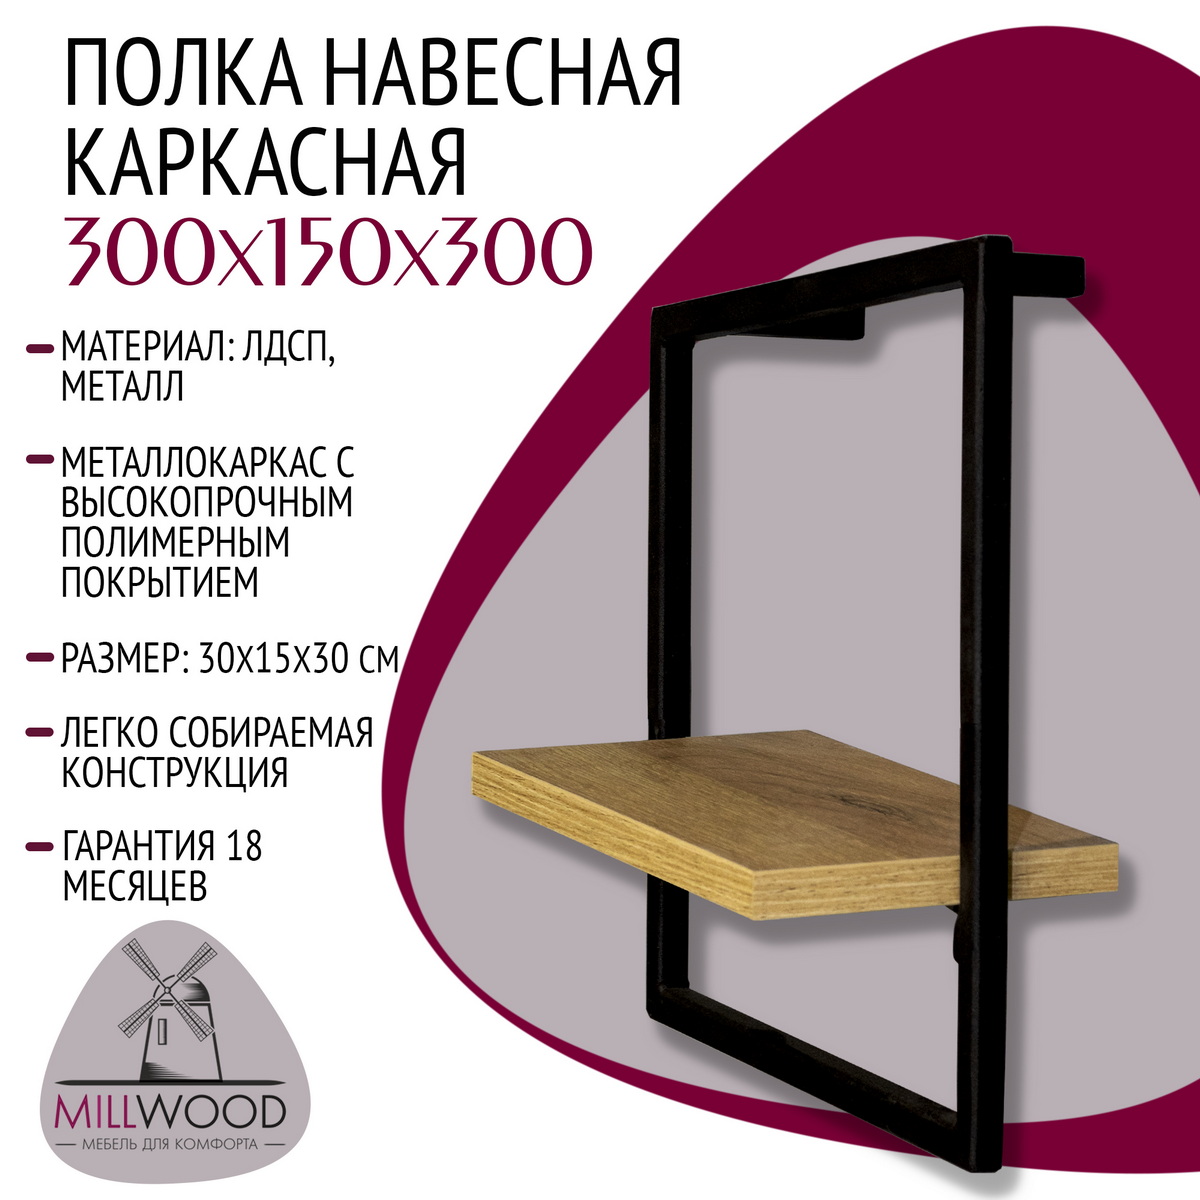 ПОЛКА НАВЕСНАЯ
КАРКАСНАЯ
300х150х300
МАТЕРИАЛ: ЛДСП,
МЕТАЛЛ
МЕТАЛЛОКАРКАС С
ВЫСОКОПРОЧНЫМ
ПОЛИМЕРНЫМ
ПОКРЫТИЕМ
РАЗМЕР: 30х15х30 см
ЛЕГКО СОБИРАЕМАЯ
КОНСТРУКЦИЯ
ГАРАНТИЯ 18
МЕСЯЦЕВ
MILLWOOD
МЕБЕЛЬ ДЛЯ КОМФОРТА